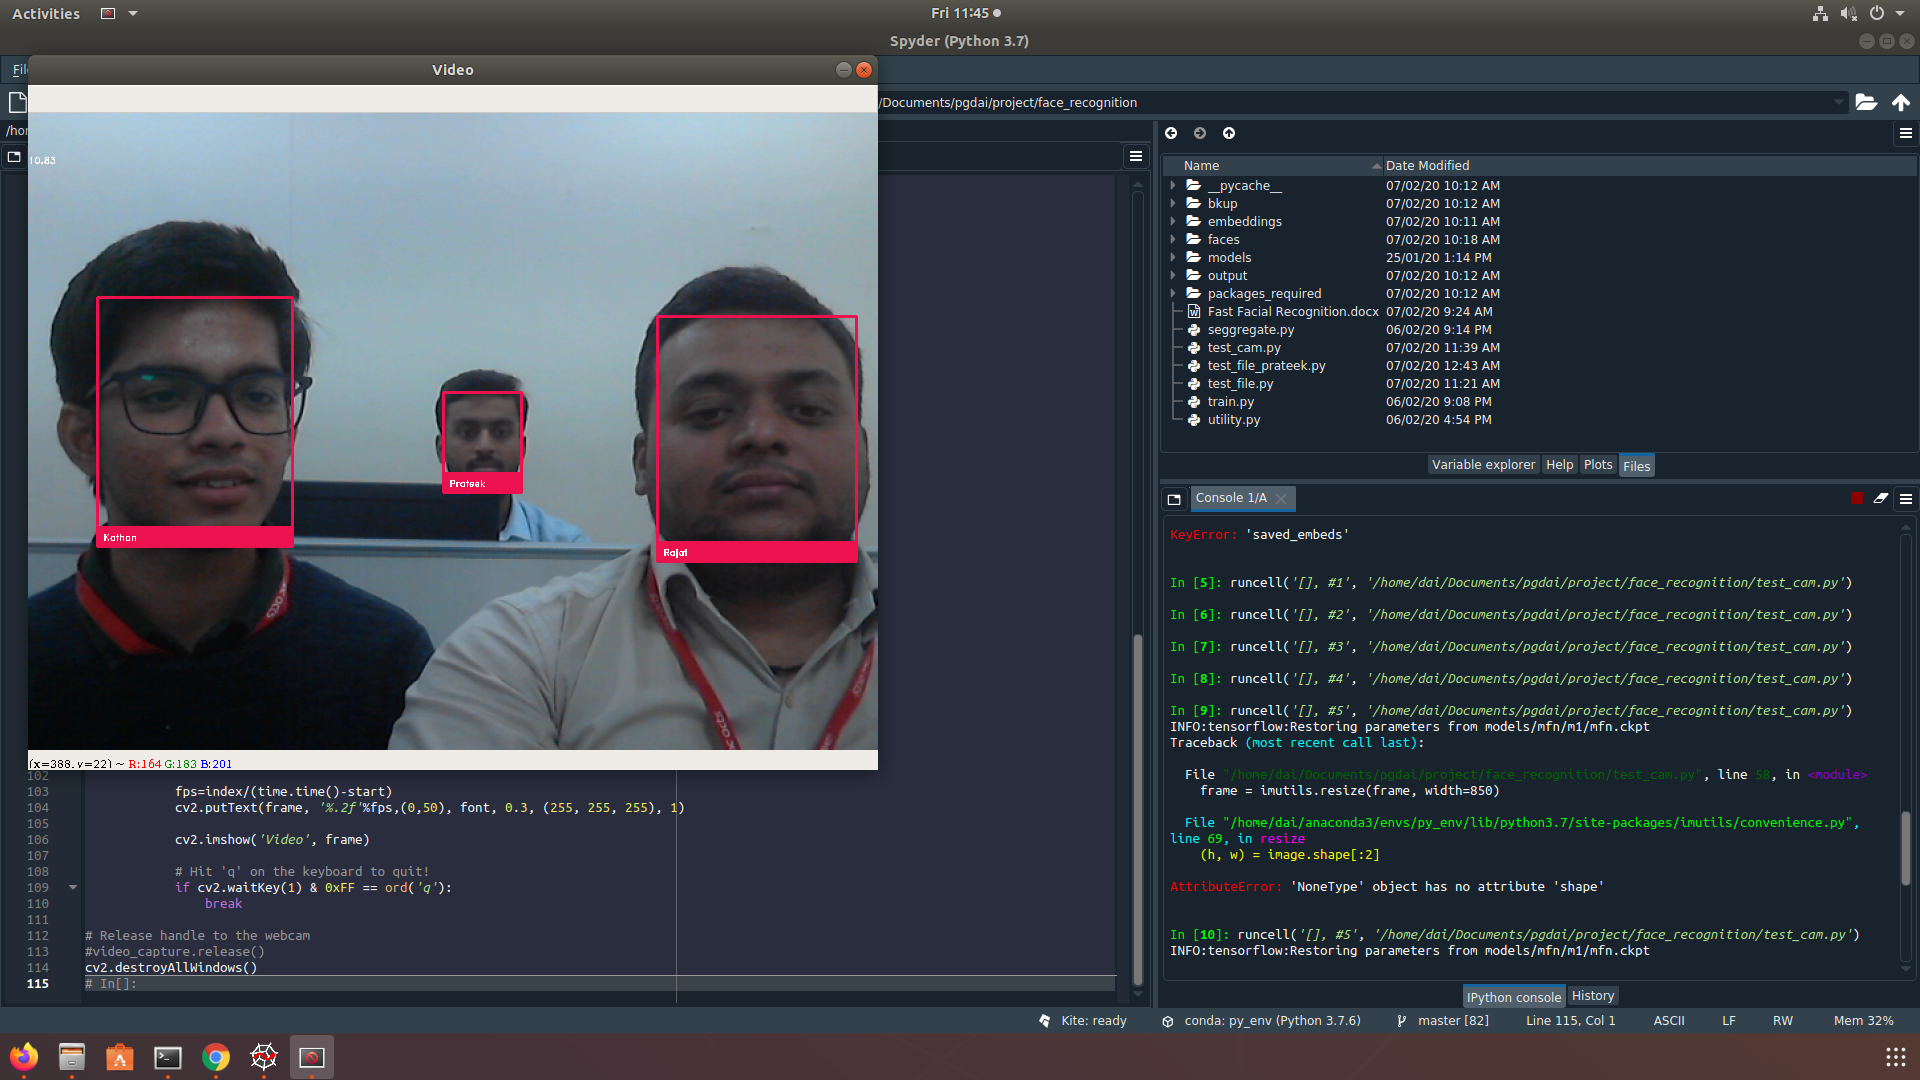 Activities
Fri 11:45
Spyder (Python 3.7)
Fil
Video
/Documents/pgdai/project/face_recognition
/hor
10.83
Kathan
Prateek
Rajat
(x=388, y=22) ~ R:164 G:183 B:201
102
103 fps=index/(time.time()-start)
104 cv2.putText(frame, '%.2f'%fps,(0,50), font, 0.3, (255, 255, 255), 1)
105
106 cv2.imshow('Video', frame)
107
108 # Hit 'q' on the keyboard to quit!
109 if cv2.waitKey(1) & 0xFF == ord('q'):
110 break
111
112 # Release handle to the webcam
113 #video_capture.release()
114 cv2.destroyAllWindows()
115 # In[]:
Name Date Modified
__pycache__ 07/02/20 10:12 AM
bkup 07/02/20 10:12 AM
embeddings 07/02/20 10:11 AM
faces 07/02/20 10:18 AM
models 25/01/20 1:14 PM
output 07/02/20 10:12 AM
packages_required 07/02/20 10:12 AM
Fast Facial Recognition.docx 07/02/20 9:24 AM
seggregate.py 06/02/20 9:14 PM
test_cam.py 07/02/20 11:39 AM
test_file_prateek.py 07/02/20 12:43 AM
test_file.py 07/02/20 11:21 AM
train.py 06/02/20 9:08 PM
utility.py 06/02/20 4:54 PM
Variable explorer Help Plots Files
Console 1/A
KeyError: 'saved_embeds'
In [5]: runcell('[], #1', '/home/dai/Documents/pgdai/project/face_recognition/test_cam.py')
In [6]: runcell('[], #2', '/home/dai/Documents/pgdai/project/face_recognition/test_cam.py')
In [7]: runcell('[], #3', '/home/dai/Documents/pgdai/project/face_recognition/test_cam.py')
In [8]: runcell('[], #4', '/home/dai/Documents/pgdai/project/face_recognition/test_cam.py')
In [9]: runcell('[], #5', '/home/dai/Documents/pgdai/project/face_recognition/test_cam.py')
INFO:tensorflow:Restoring parameters from models/mfn/m1/mfn.ckpt
Traceback (most recent call last):
File "/home/dai/Documents/pgdai/project/face_recognition/test_cam.py", line 58, in <module>
frame = imutils.resize(frame, width=850)
File "/home/dai/anaconda3/envs/py_env/lib/python3.7/site-packages/imutils/convenience.py",
line 69, in resize
(h, w) = image.shape[:2]
AttributeError: 'NoneType' object has no attribute 'shape'
In [10]: runcell('[], #5', '/home/dai/Documents/pgdai/project/face_recognition/test_cam.py')
INFO:tensorflow:Restoring parameters from models/mfn/m1/mfn.ckpt
IPython console History
Kite: ready conda: py_env (Python 3.7.6) master [82] Line 115, Col 1 ASCII LF RW Mem 32%